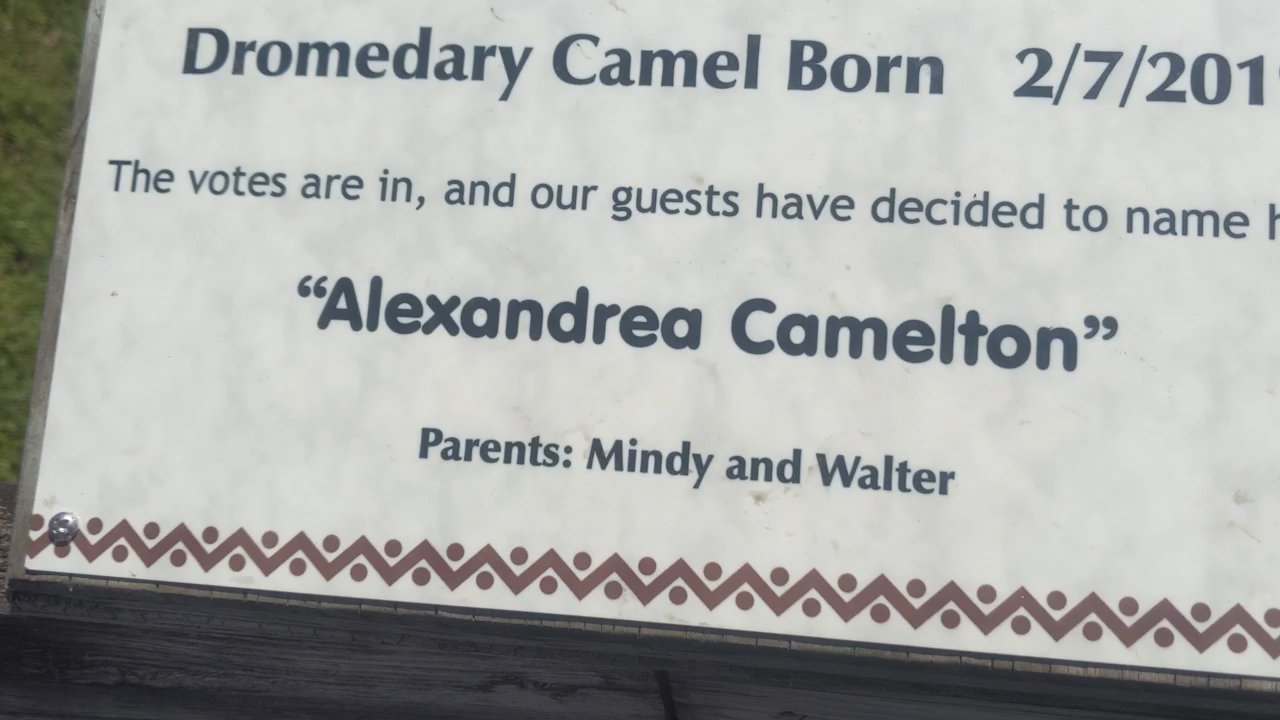 Dromedary Camel Born 2/7/201
The votes are in, and our guests have decided to name
“Alexandrea Camelton”
Parents: Mindy and Walter